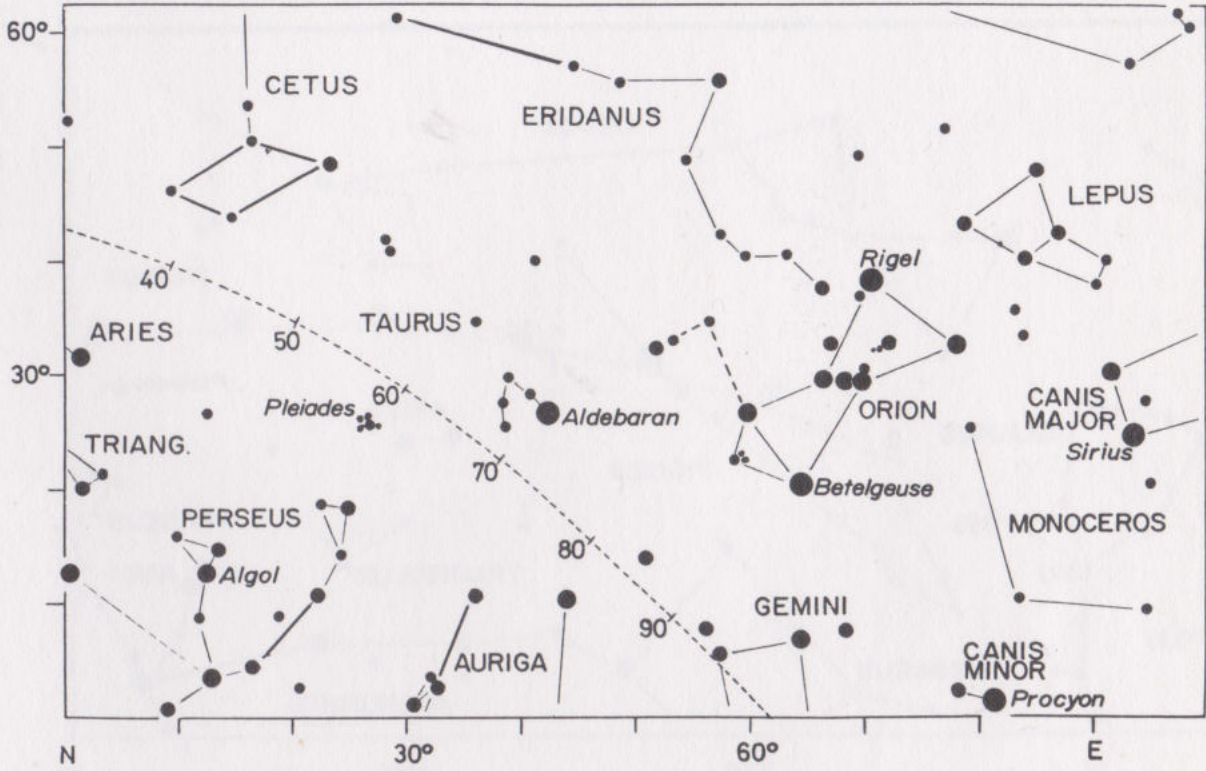 60°
CETUS
ERIDANUS
LEPUS
Rigel
40
ARIES
50
TAURUS
30°
60
Pleiades
Aldebaran
ORION
CANIS
MAJOR
Sirius
TRIANG.
70
Betelgeuse
PERSEUS
MONOCEROS
80
Algol
GEMINI
90
AURIGA
CANIS
MINOR
Procyon
N
30°
60°
E